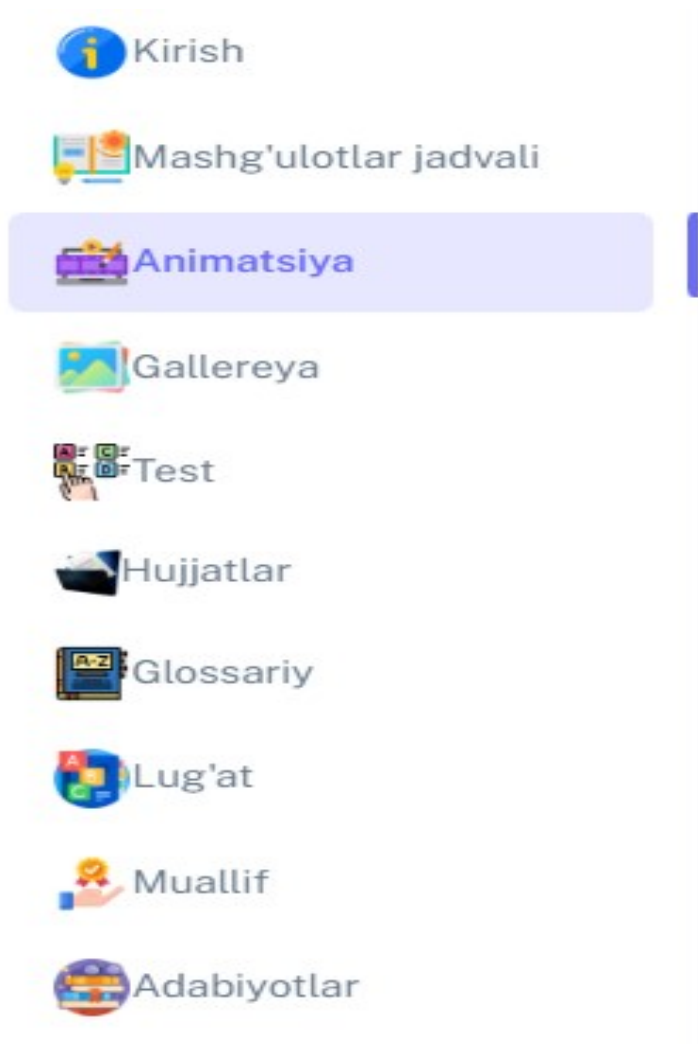 Kirish
Mashg'ulotlar jadvali
Animatsiya
Gallereya
Test
Hujjatlar
Glossariy
Lug'at
Muallif
Adabiyotlar